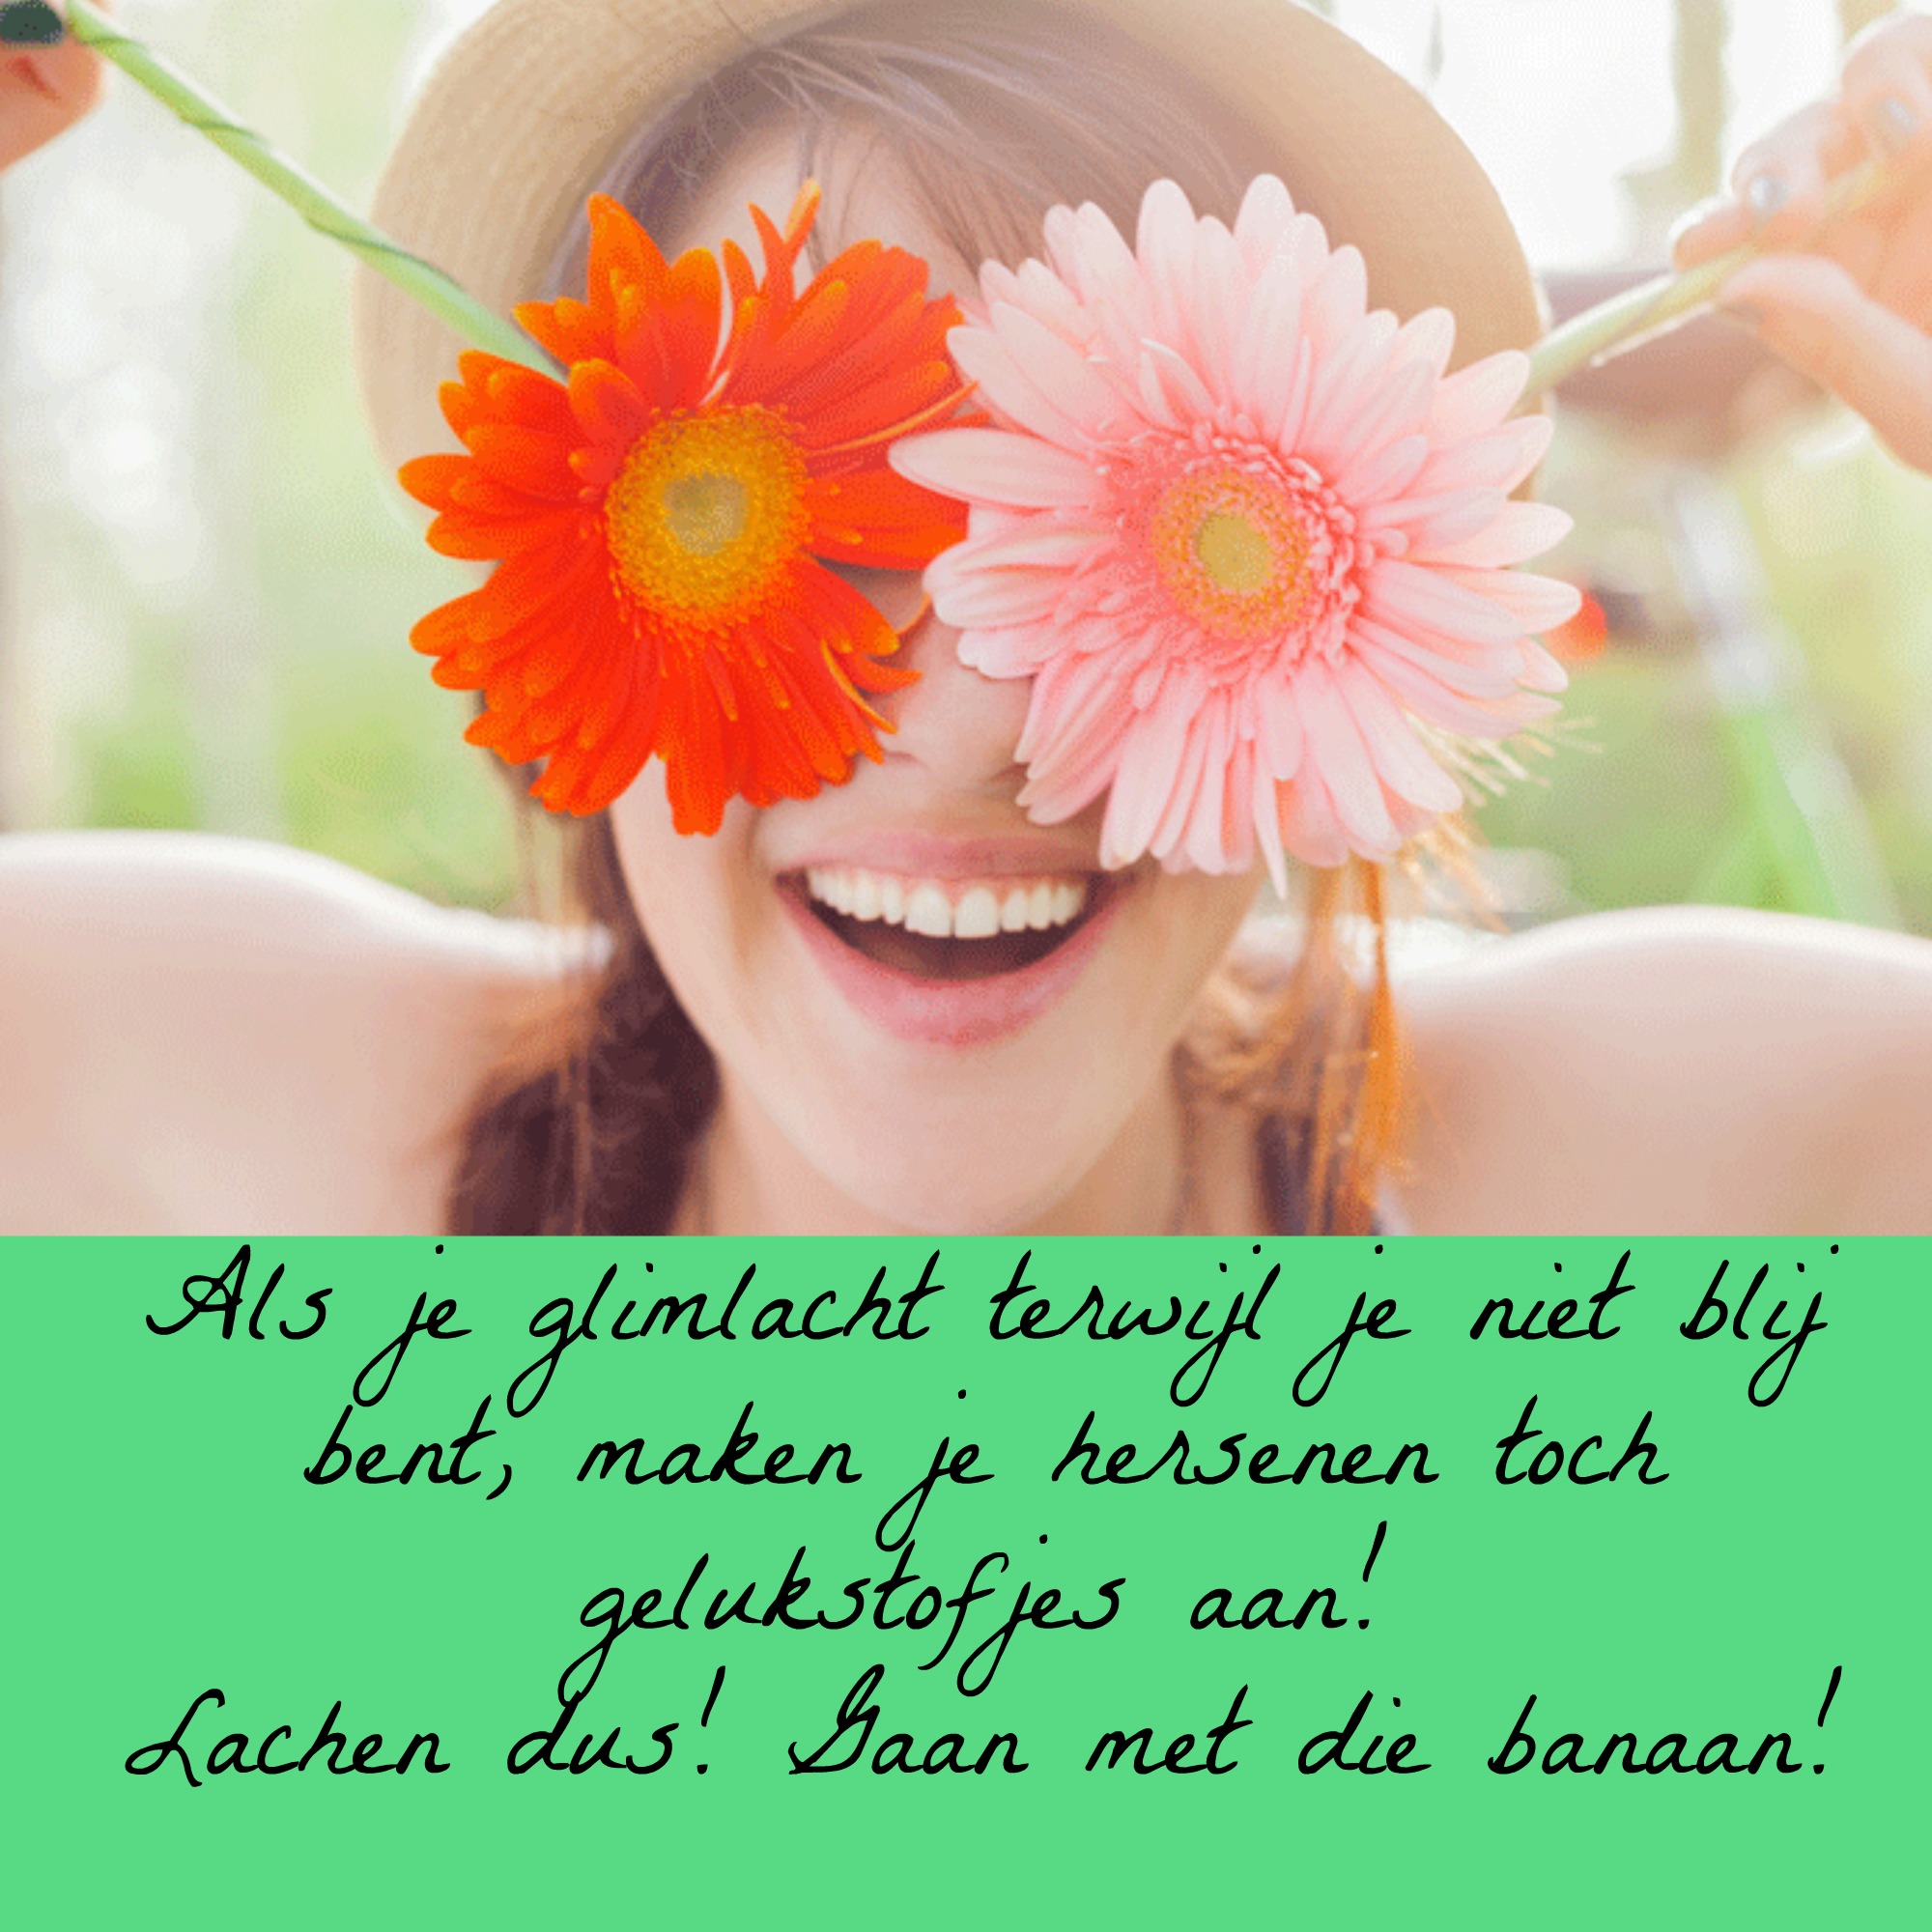 Als je glimlacht terwijl je niet blij
bent, maken je hersenen toch
gelukstofjes aan!
Lachen dus! Gaan met die banaan!